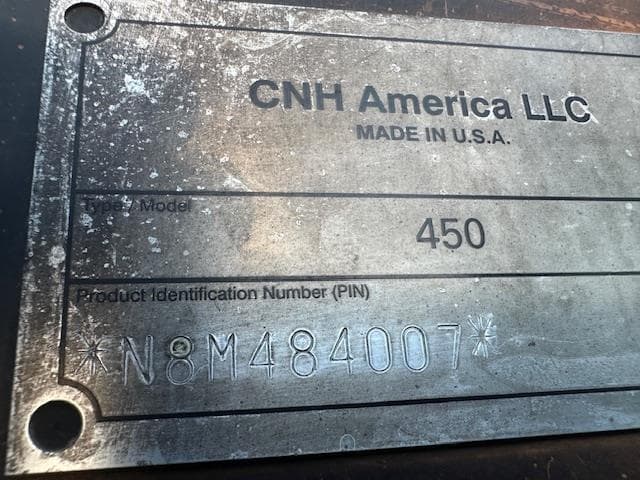 CNH America LLC
MADE IN U.S.A.
Type / Model
450
Product Identification Number (PIN)
*N8M484007*